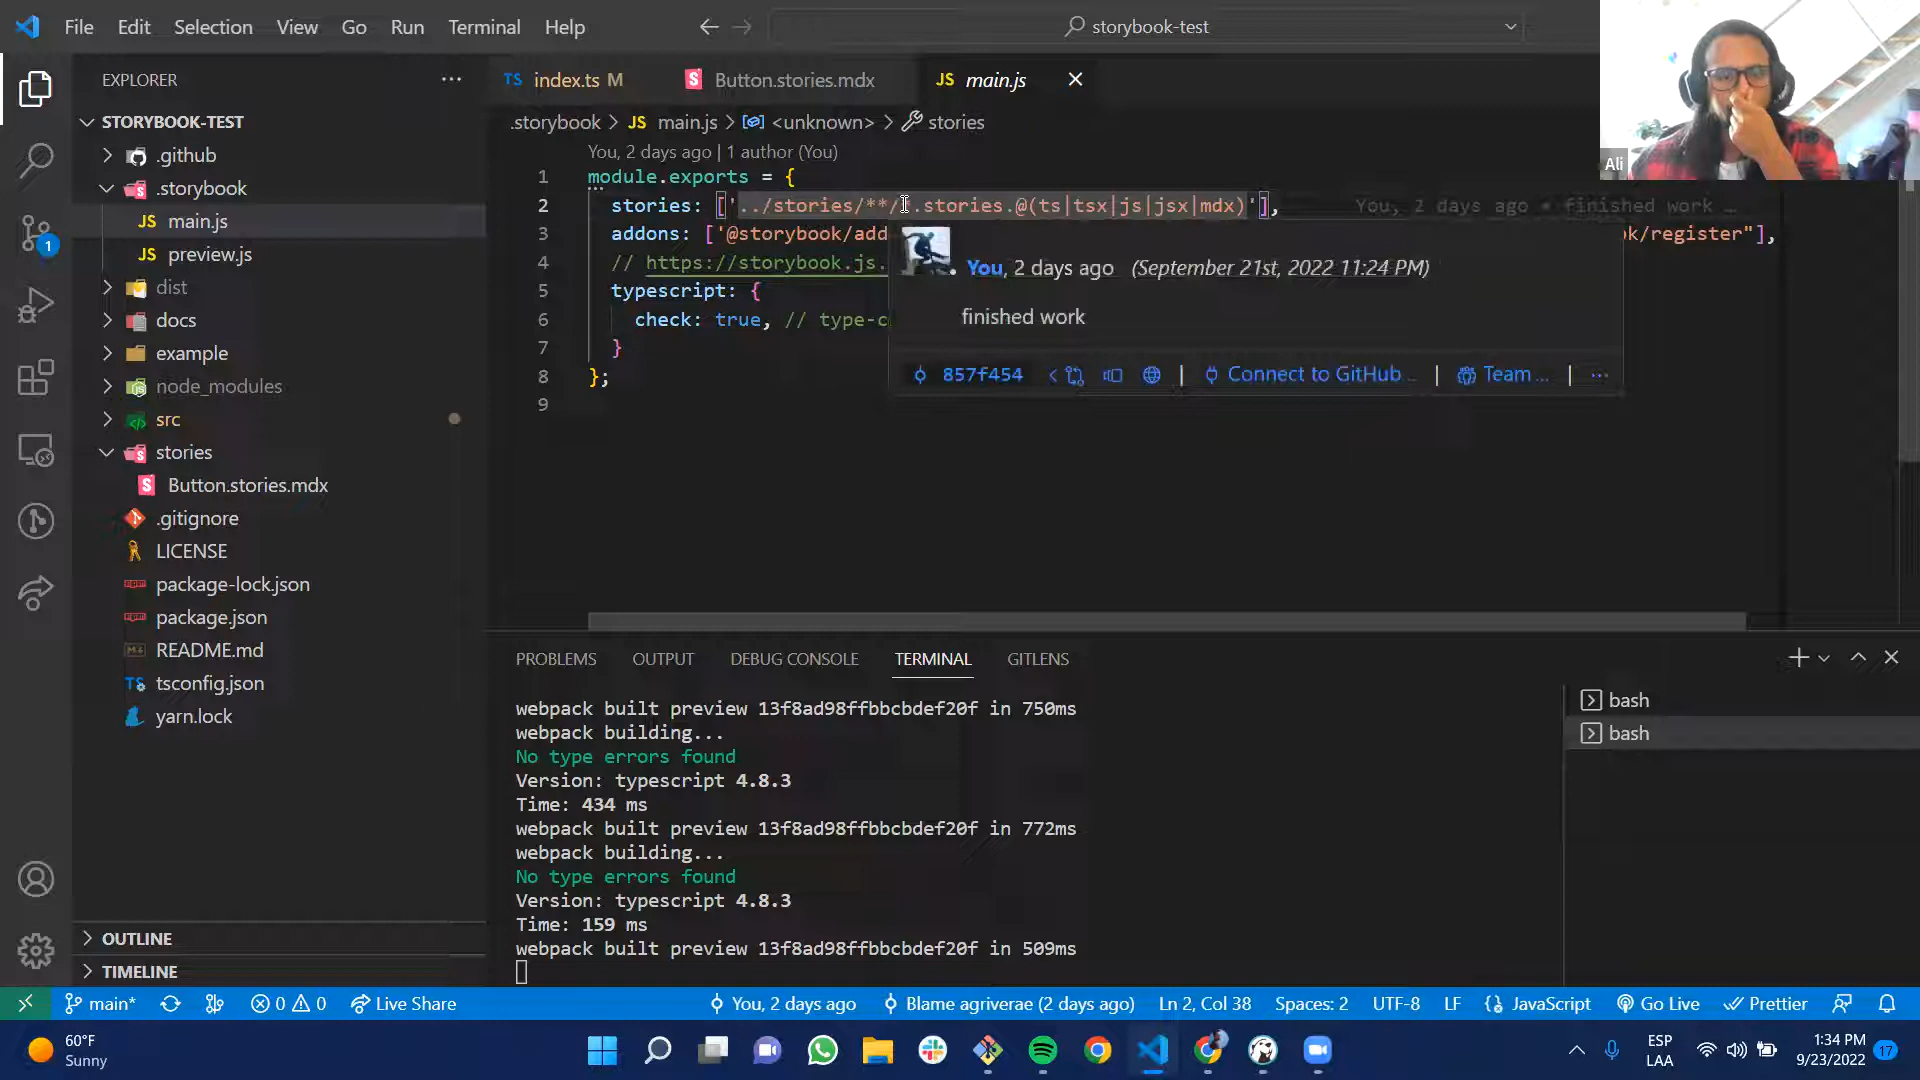 File Edit Selection View Go Run Terminal Help
storybook-test
EXPLORER
TS index.ts M
Button.stories.mdx
JS main.js
.storybook > JS main.js > <unknown> > stories
STORYBOOK-TEST
.github
.storybook
JS main.js
JS preview.js
dist
docs
example
node_modules
src
stories
Button.stories.mdx
.gitignore
LICENSE
package-lock.json
package.json
README.md
TS tsconfig.json
yarn.lock
OUTLINE
TIMELINE
1
You, 2 days ago | 1 author (You)
1 module.exports = {
2 stories: ['../stories/**/*.stories.@(ts|tsx|js|jsx|mdx)'], You, 2 days ago • finished work …
3 addons: ['@storybook/add k/register"],
4 // https://storybook.js.
5 typescript: {
6 check: true, // type-c
7 }
8 };
9
You, 2 days ago (September 21st, 2022 11:24 PM)
finished work
857f454 | Connect to GitHub… | Team… | …
Ali
PROBLEMS OUTPUT DEBUG CONSOLE TERMINAL GITLENS
webpack built preview 13f8ad98ffbbcbdef20f in 750ms
webpack building...
No type errors found
Version: typescript 4.8.3
Time: 434 ms
webpack built preview 13f8ad98ffbbcbdef20f in 772ms
webpack building...
No type errors found
Version: typescript 4.8.3
Time: 159 ms
webpack built preview 13f8ad98ffbbcbdef20f in 509ms
bash
bash
main* 0 0 Live Share You, 2 days ago Blame agriverae (2 days ago) Ln 2, Col 38 Spaces: 2 UTF-8 LF {} JavaScript Go Live Prettier
60°F
Sunny
ESP
LAA
1:34 PM
9/23/2022
17